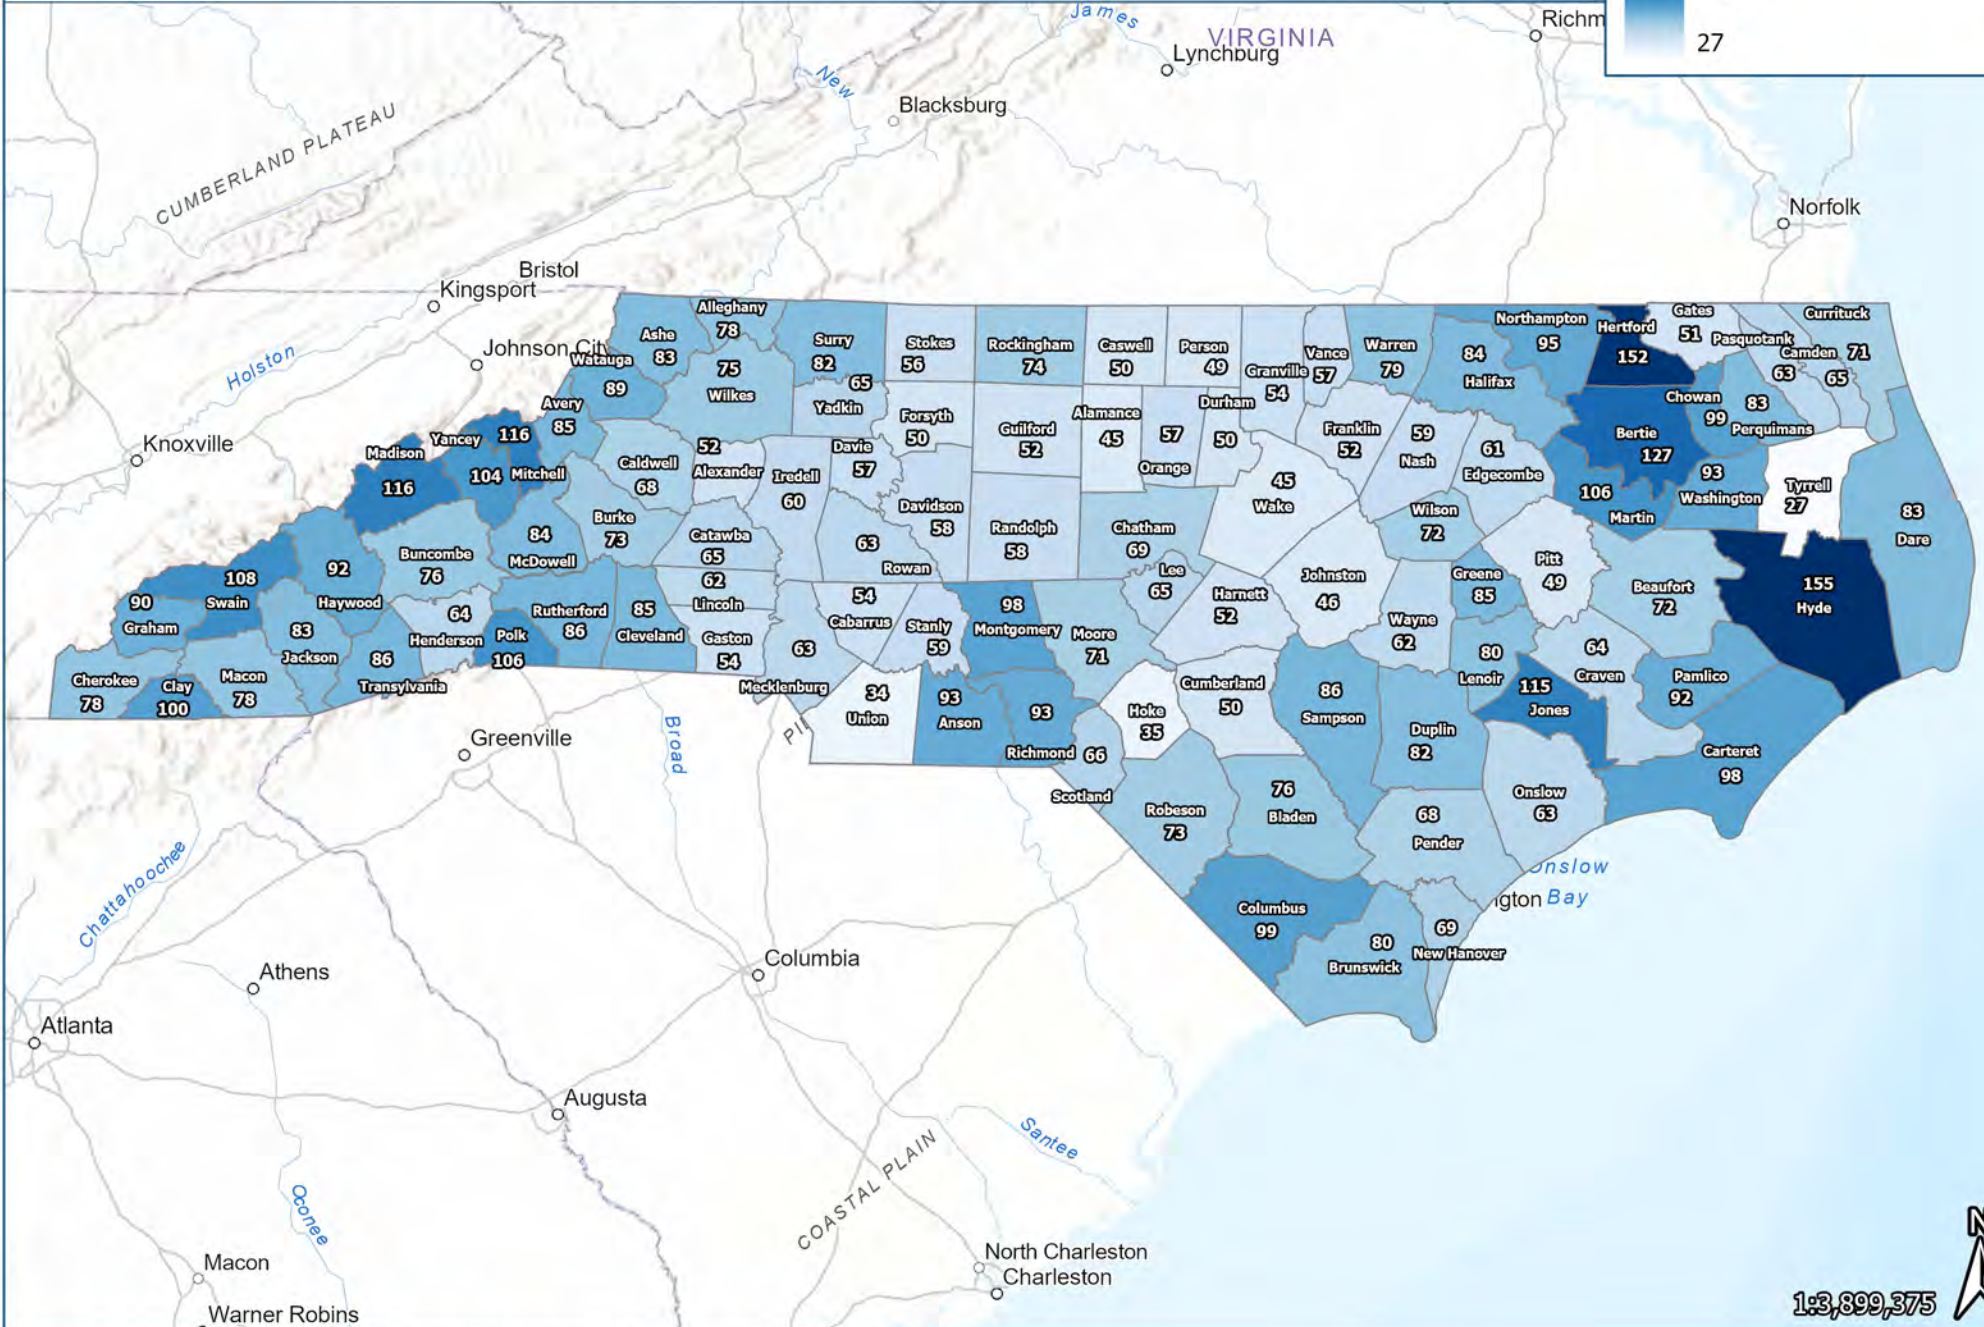 James
VIRGINIA
Richm
27
Lynchburg
New
Blacksburg
CUMBERLAND PLATEAU
Norfolk
Bristol
Kingsport
Johnson City
Holston
Knoxville
Alleghany
78
Ashe
83
Watauga
89
Surry
82
Stokes
56
Rockingham
74
Caswell
50
Person
49
Granville
54
Vance
57
Warren
79
84
Halifax
Northampton
95
Hertford
152
Gates
51
Pasquotank
63
Camden
65
Currituck
71
75
Wilkes
65
Yadkin
Forsyth
50
Guilford
52
Alamance
45
57
Orange
Durham
50
Franklin
52
59
Nash
61
Edgecombe
Bertie
127
Chowan
99
83
Perquimans
93
Washington
Tyrrell
27
83
Dare
Avery
85
Yancey
104
116
Mitchell
Madison
116
Caldwell
68
52
Alexander
Iredell
60
Davie
57
Davidson
58
Randolph
58
Chatham
69
45
Wake
Wilson
72
106
Martin
Pitt
49
Beaufort
72
155
Hyde
Burke
73
84
McDowell
Buncombe
76
92
Haywood
108
Swain
90
Graham
Catawba
65
62
Lincoln
63
Rowan
54
Cabarrus
Stanly
59
98
Montgomery
Moore
71
Lee
65
Harnett
52
Johnston
46
Wayne
62
Greene
85
80
Lenoir
64
Craven
Pamlico
92
115
Jones
Carteret
98
64
Henderson
Polk
106
Rutherford
86
85
Cleveland
Gaston
54
63
Mecklenburg
34
Union
93
Anson
93
Richmond
66
Scotland
Hoke
35
Cumberland
50
86
Sampson
Duplin
82
Onslow
63
83
Jackson
86
Transylvania
Macon
78
Clay
100
Cherokee
78
Robeson
73
76
Bladen
68
Pender
Columbus
99
80
Brunswick
69
New Hanover
Onslow
Bay
ngton
Greenville
Broad
PI
Chattahoochee
Columbia
Athens
Atlanta
Augusta
Santee
COASTAL PLAIN
Oconee
North Charleston
Charleston
Macon
Warner Robins
N
1:3,899,375